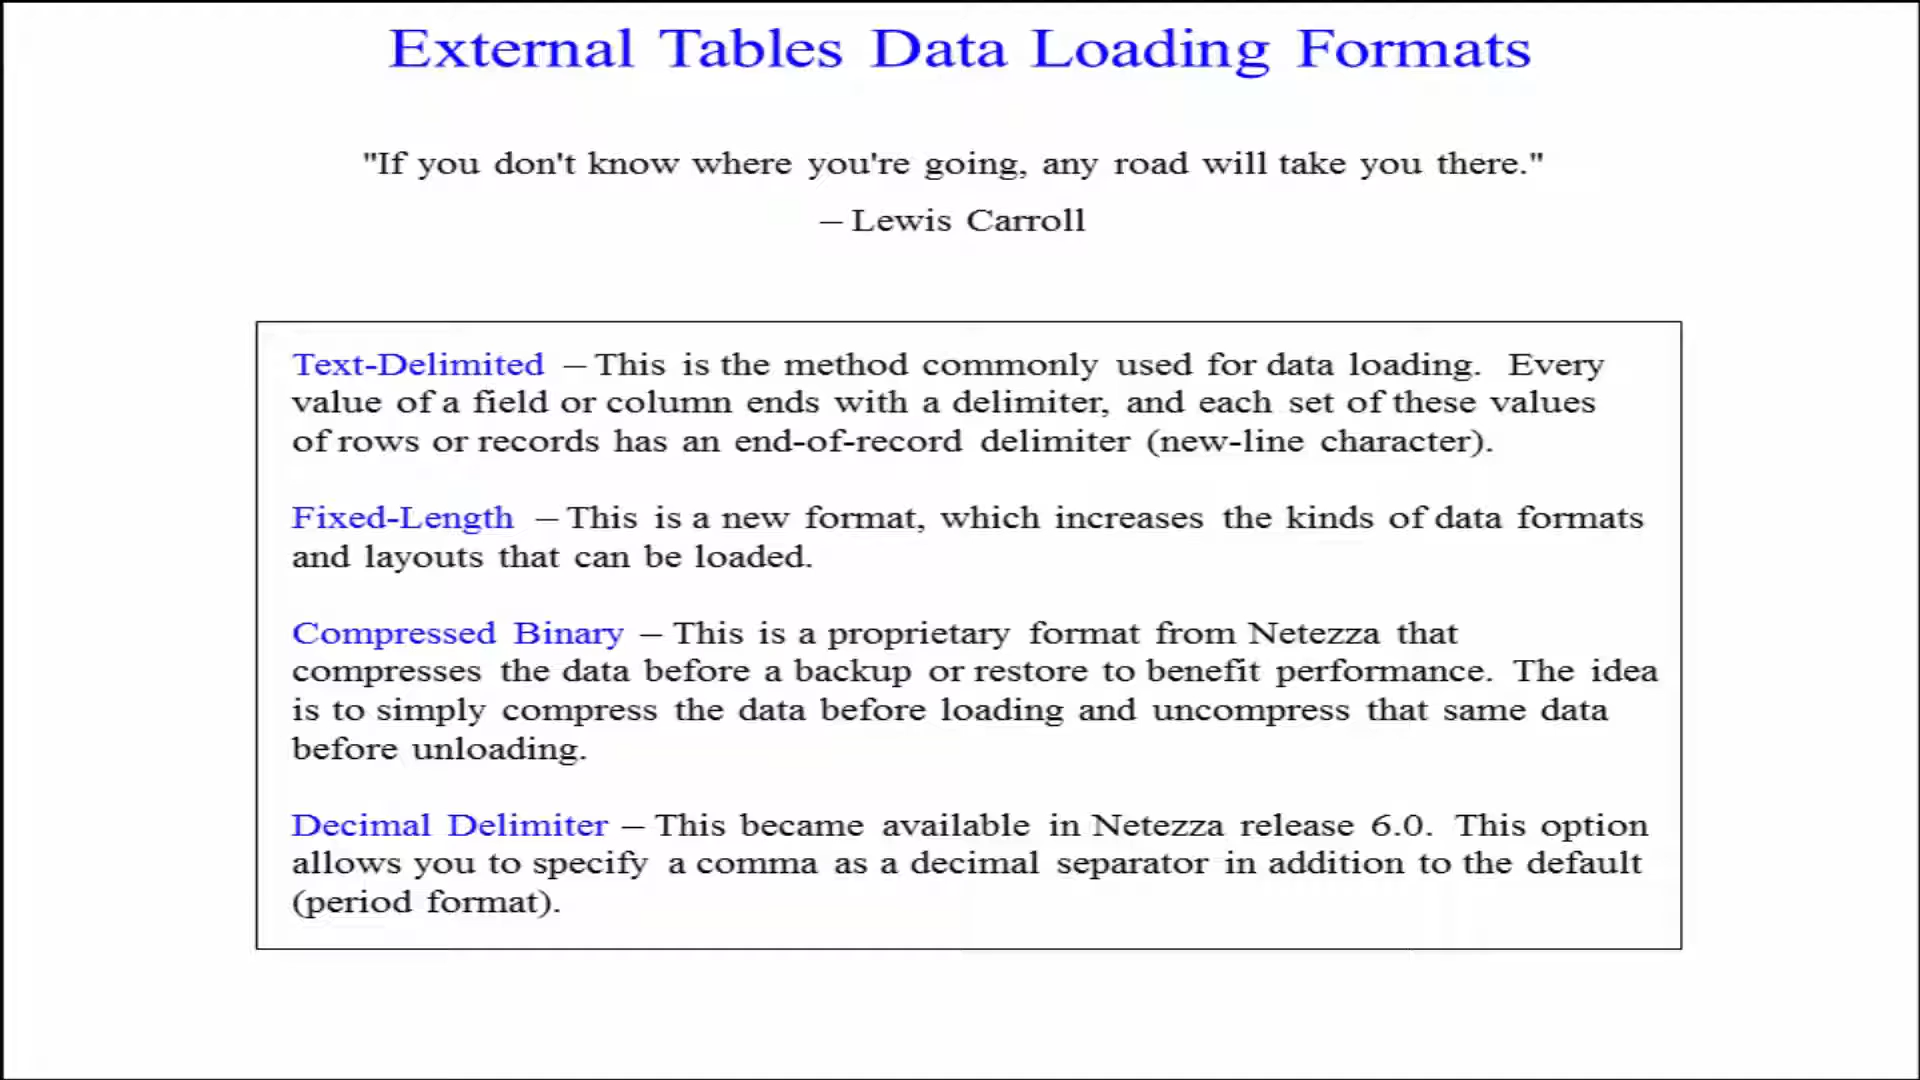 External Tables Data Loading Formats
"If you don't know where you're going, any road will take you there."
– Lewis Carroll
Text-Delimited – This is the method commonly used for data loading. Every
value of a field or column ends with a delimiter, and each set of these values
of rows or records has an end-of-record delimiter (new-line character).
Fixed-Length – This is a new format, which increases the kinds of data formats
and layouts that can be loaded.
Compressed Binary – This is a proprietary format from Netezza that
compresses the data before a backup or restore to benefit performance. The idea
is to simply compress the data before loading and uncompress that same data
before unloading.
Decimal Delimiter – This became available in Netezza release 6.0. This option
allows you to specify a comma as a decimal separator in addition to the default
(period format).